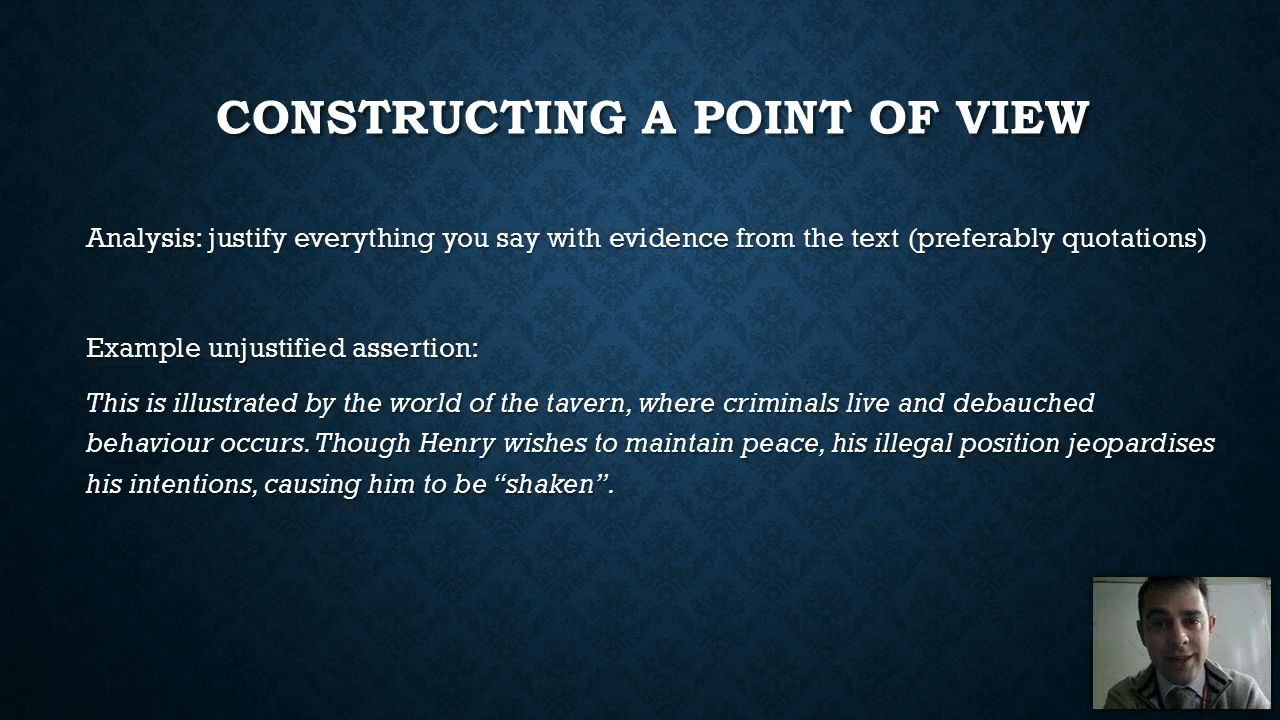 CONSTRUCTING A POINT OF VIEW
Analysis: justify everything you say with evidence from the text (preferably quotations)
Example unjustified assertion:
This is illustrated by the world of the tavern, where criminals live and debauched
behaviour occurs. Though Henry wishes to maintain peace, his illegal position jeopardises
his intentions, causing him to be “shaken”.